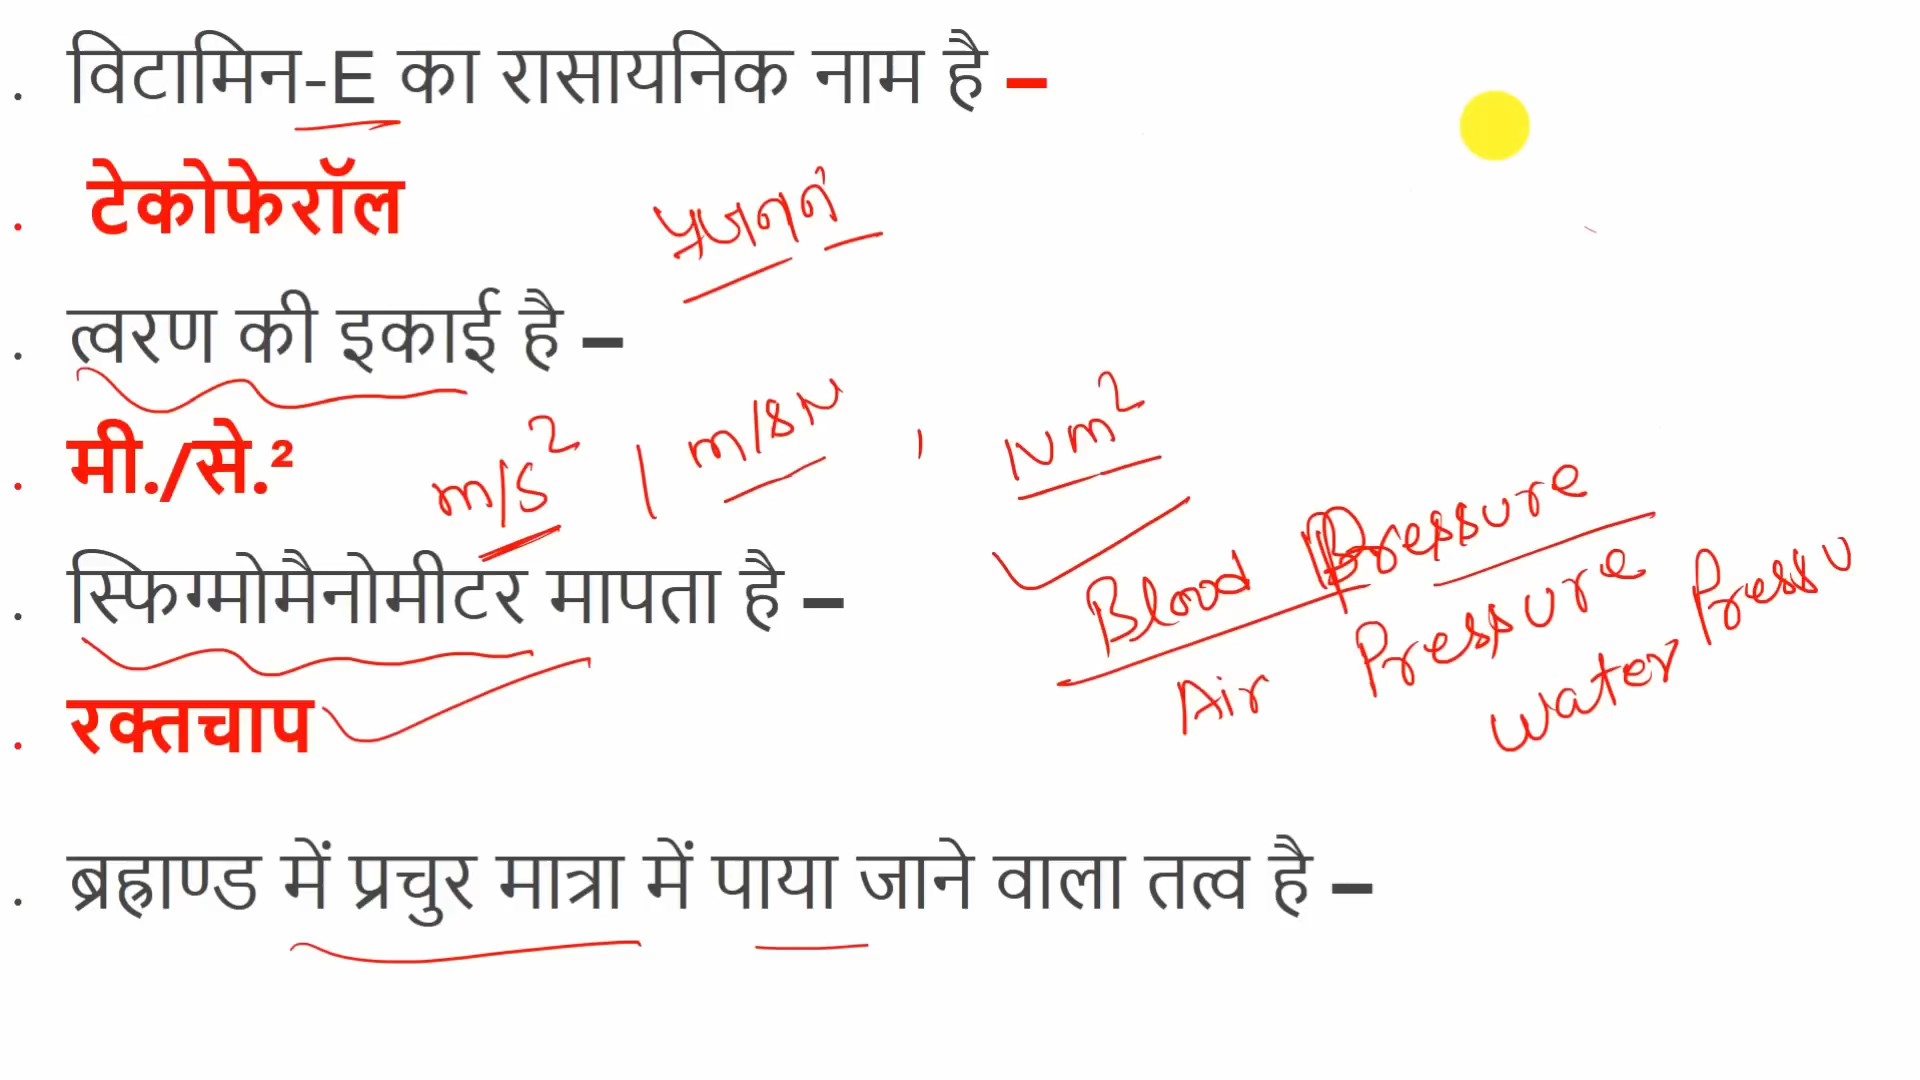 . विटामिन-E का रासायनिक नाम है –
. टेकोफेरॉल
प्रजनन
. त्वरण की इकाई है –
. मी./से.²
m/s² / m/s , Nm²
. स्फिग्मोमैनोमीटर मापता है –
Blood Pressure
. रक्तचाप
Air Pressure
Water Pressu
. ब्रह्राण्ड में प्रचुर मात्रा में पाया जाने वाला तत्व है –